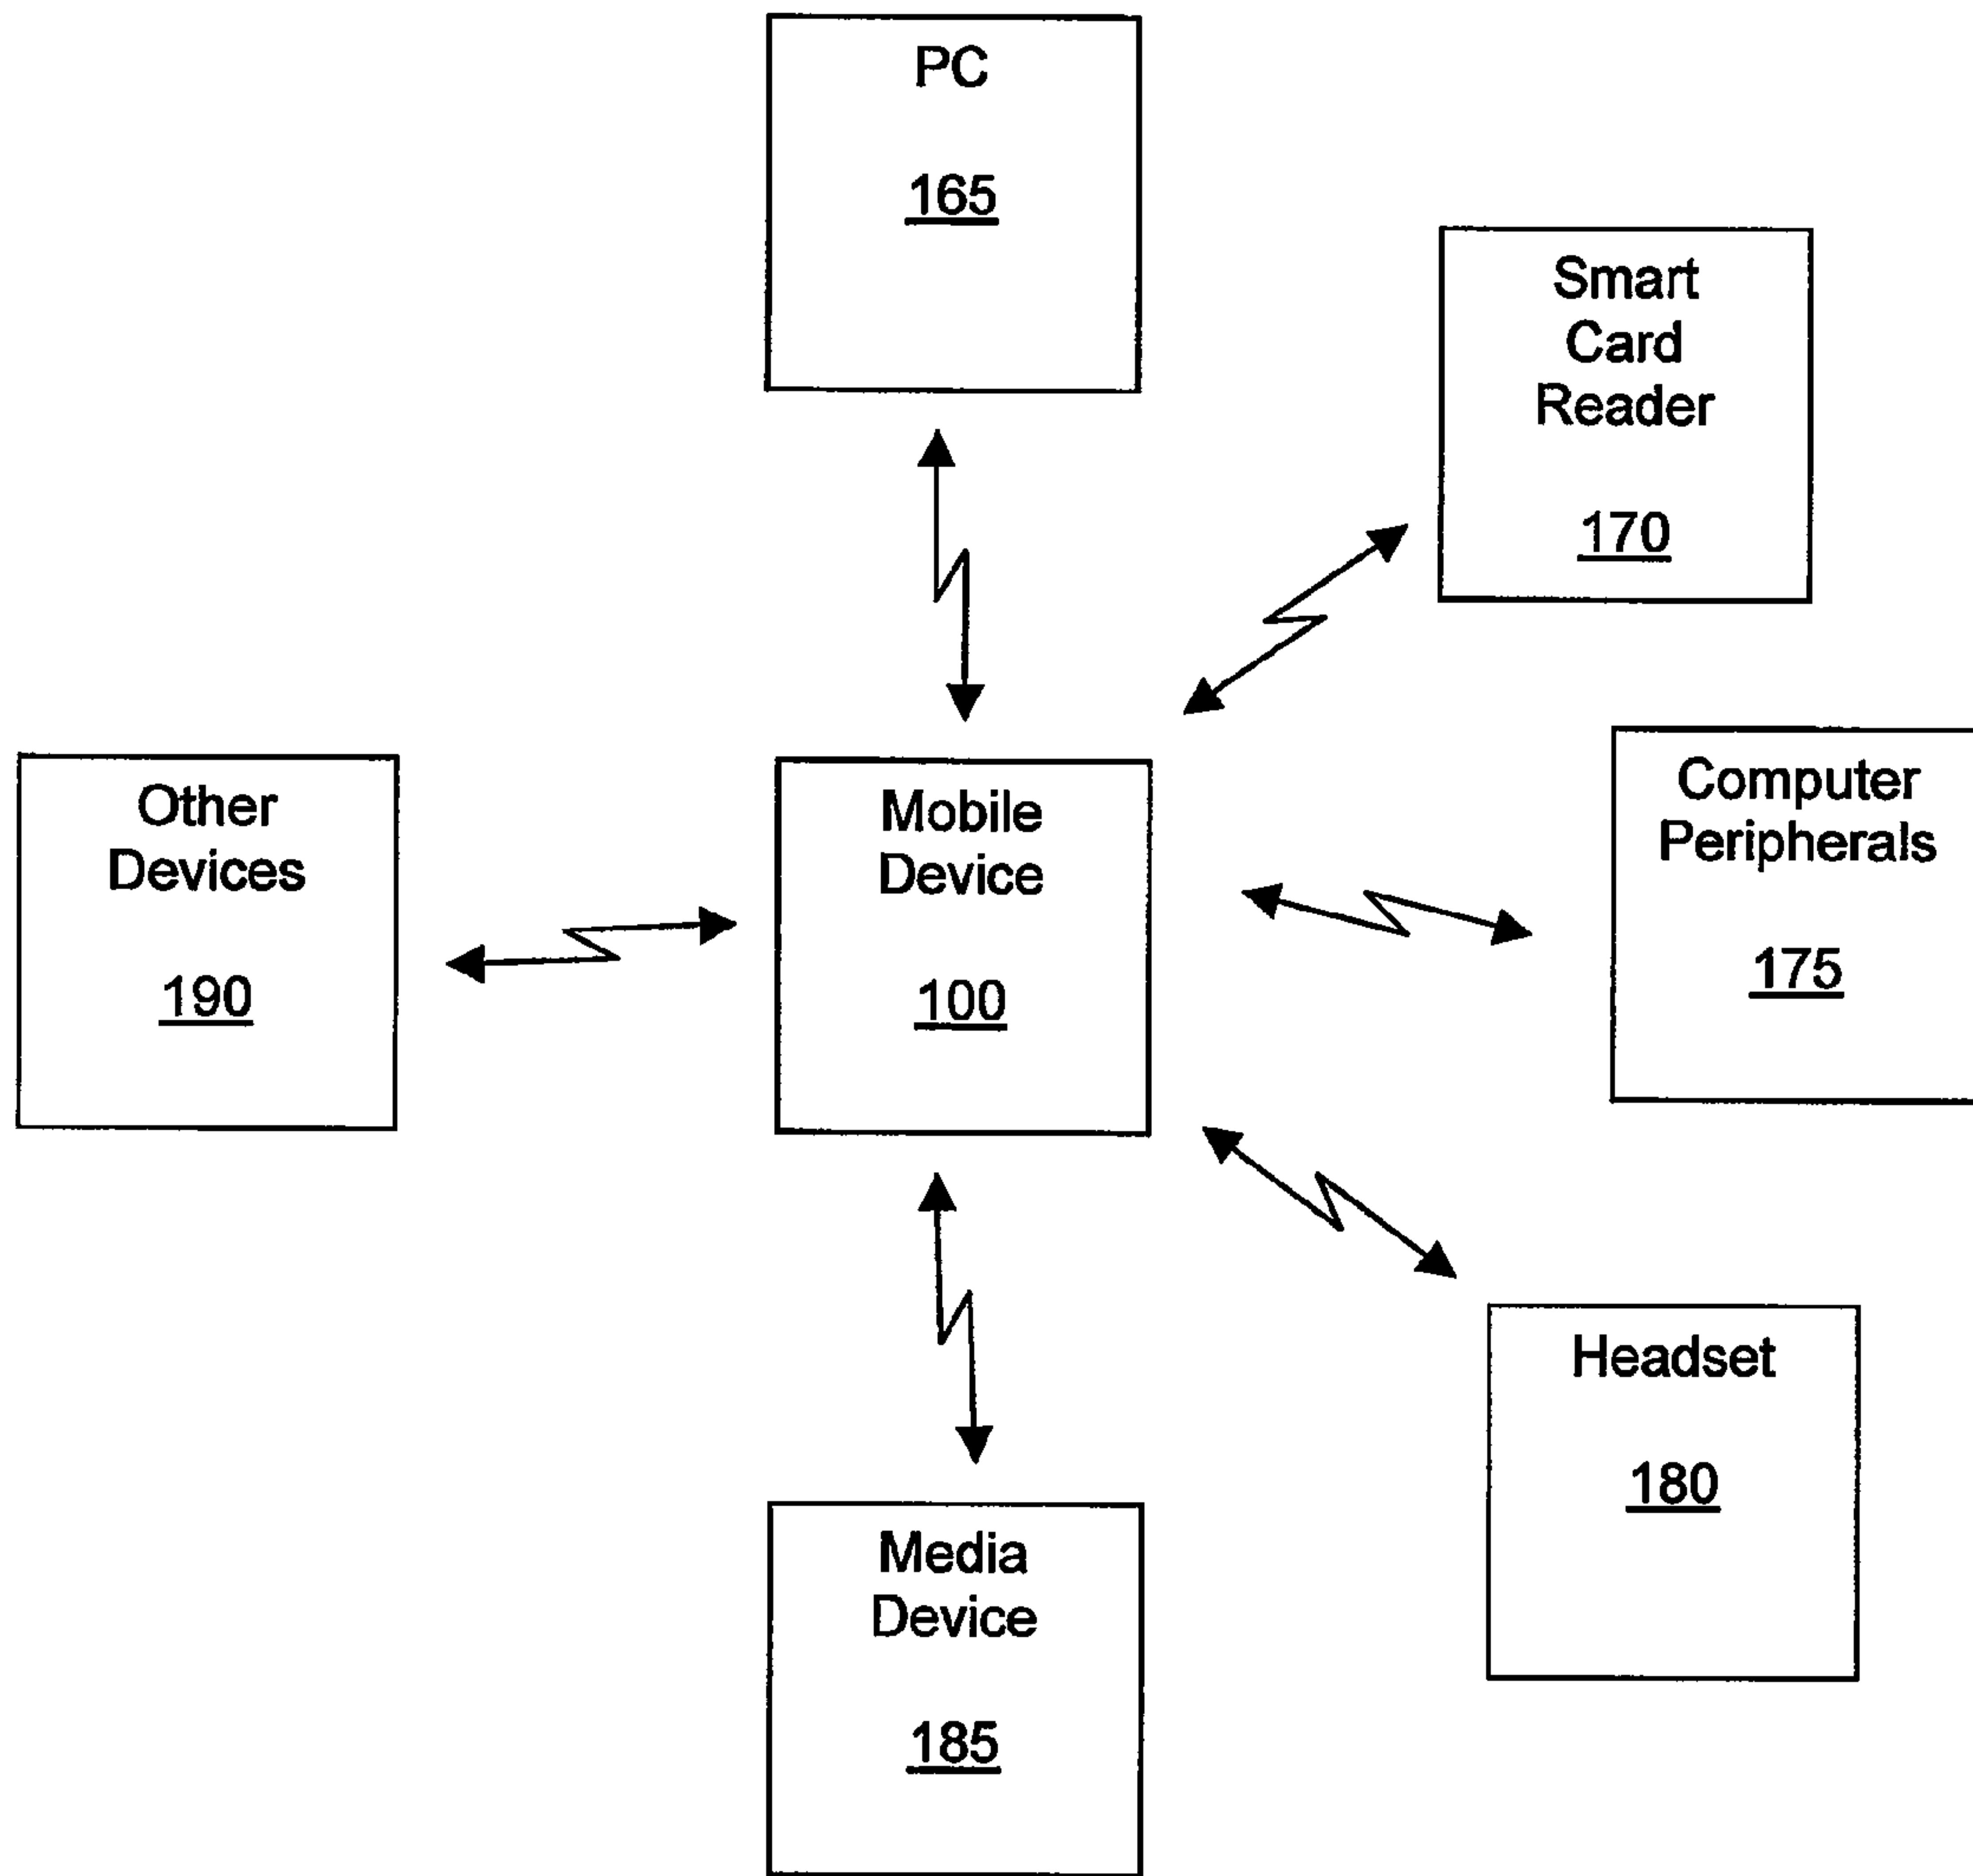 PC
165
Smart
Card
Reader
170
Computer
Peripherals
175
Other
Devices
190
Mobile
Device
100
Headset
180
Media
Device
185